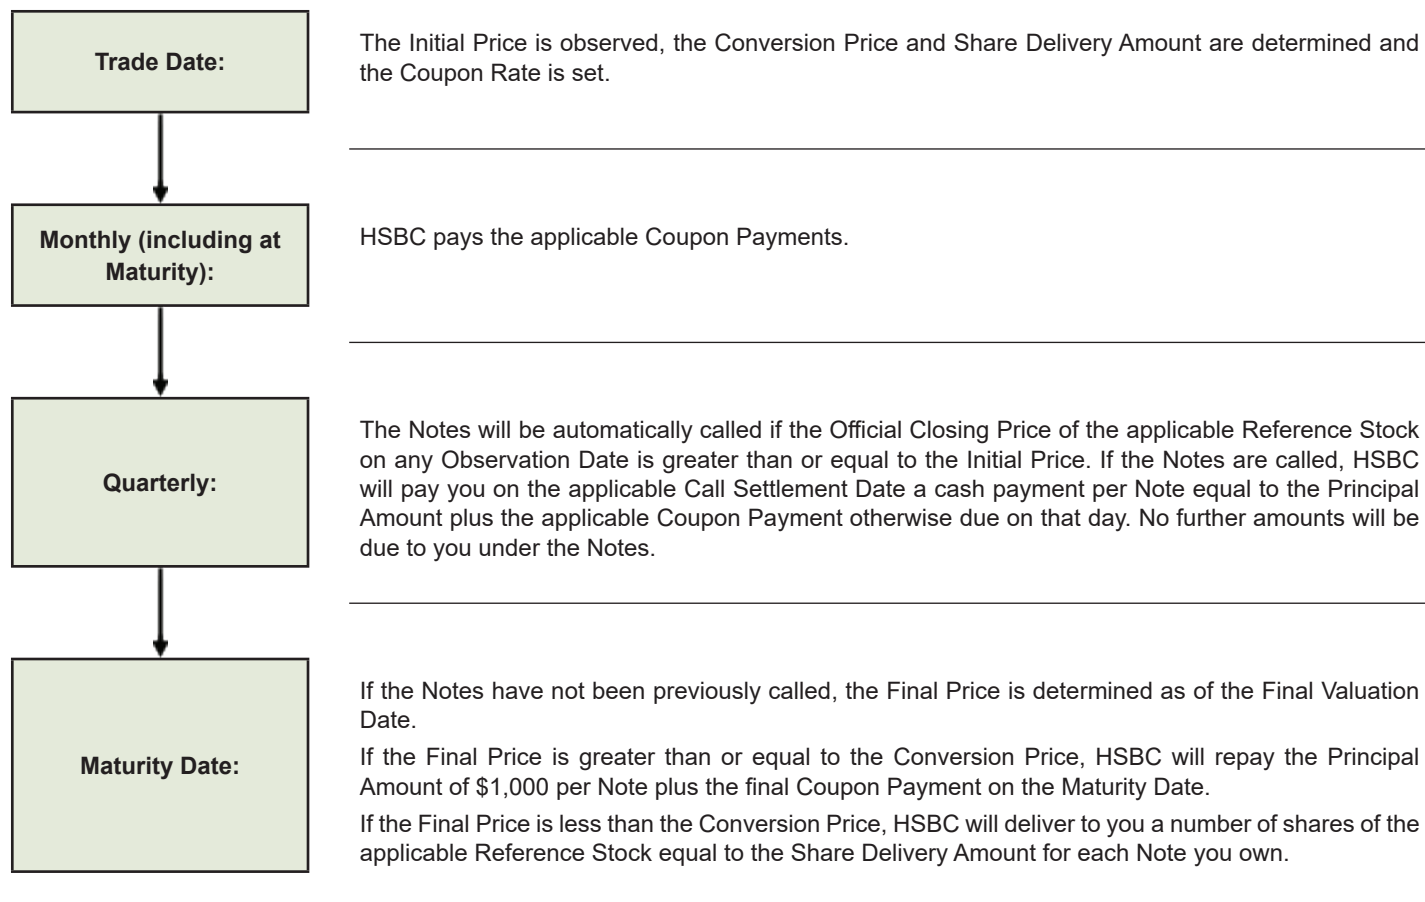 Trade Date:
The Initial Price is observed, the Conversion Price and Share Delivery Amount are determined and
the Coupon Rate is set.
Monthly (including at
Maturity):
HSBC pays the applicable Coupon Payments.
Quarterly:
The Notes will be automatically called if the Official Closing Price of the applicable Reference Stock
on any Observation Date is greater than or equal to the Initial Price. If the Notes are called, HSBC
will pay you on the applicable Call Settlement Date a cash payment per Note equal to the Principal
Amount plus the applicable Coupon Payment otherwise due on that day. No further amounts will be
due to you under the Notes.
Maturity Date:
If the Notes have not been previously called, the Final Price is determined as of the Final Valuation
Date.
If the Final Price is greater than or equal to the Conversion Price, HSBC will repay the Principal
Amount of $1,000 per Note plus the final Coupon Payment on the Maturity Date.
If the Final Price is less than the Conversion Price, HSBC will deliver to you a number of shares of the
applicable Reference Stock equal to the Share Delivery Amount for each Note you own.